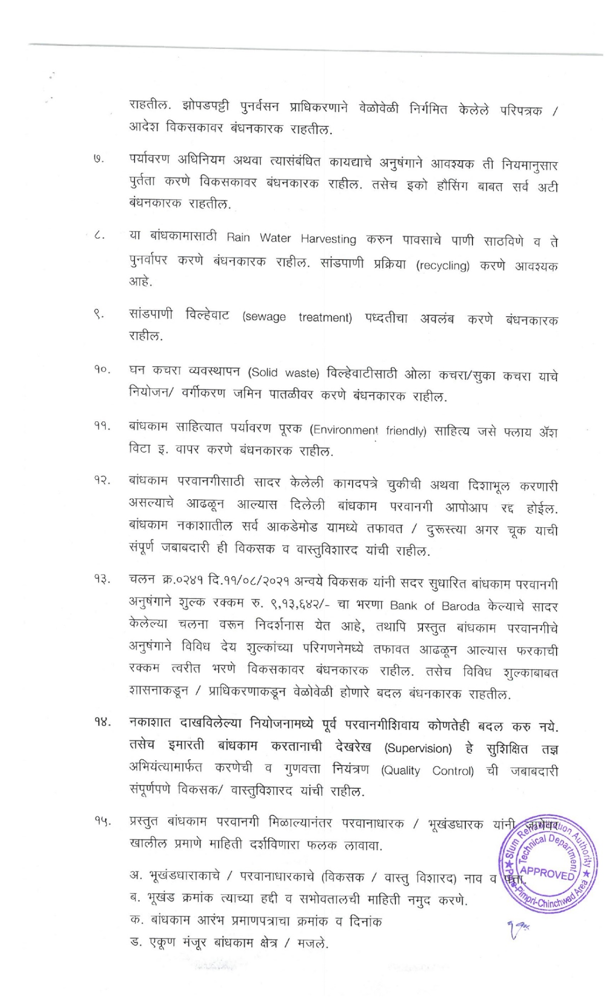 राहतील. झोपडपट्टी पुनर्वसन प्राधिकरणाने वेळोवेळी निर्गमित केलेले परिपत्रक /
आदेश विकसकावर बंधनकारक राहतील.
७. पर्यावरण अधिनियम अथवा त्यासंबंधित कायद्याचे अनुषंगाने आवश्यक ती नियमानुसार
पुर्तता करणे विकसकावर बंधनकारक राहील. तसेच इको हौसिंग बाबत सर्व अटी
बंधनकारक राहतील.
८. या बांधकामासाठी Rain Water Harvesting करुन पावसाचे पाणी साठविणे व ते
पुनर्वापर करणे बंधनकारक राहील. सांडपाणी प्रक्रिया (recycling) करणे आवश्यक
आहे.
९. सांडपाणी विल्हेवाट (sewage treatment) पध्दतीचा अवलंब करणे बंधनकारक
राहील.
१०. घन कचरा व्यवस्थापन (Solid waste) विल्हेवाटीसाठी ओला कचरा/सुका कचरा याचे
नियोजन/ वर्गीकरण जमिन पातळीवर करणे बंधनकारक राहील.
११. बांधकाम साहित्यात पर्यावरण पूरक (Environment friendly) साहित्य जसे फ्लाय ॲश
विटा इ. वापर करणे बंधनकारक राहील.
१२. बांधकाम परवानगीसाठी सादर केलेली कागदपत्रे चुकीची अथवा दिशाभूल करणारी
असल्याचे आढळून आल्यास दिलेली बांधकाम परवानगी आपोआप रद्द होईल.
बांधकाम नकाशातील सर्व आकडेमोड यामध्ये तफावत / दुरूस्त्या अगर चूक याची
संपूर्ण जबाबदारी ही विकसक व वास्तुविशारद यांची राहील.
१३. चलन क्र.०२४१ दि.११/०८/२०२१ अन्वये विकसक यांनी सदर सुधारित बांधकाम परवानगी
अनुषंगाने शुल्क रक्कम रु. ९,१३,६४२/- चा भरणा Bank of Baroda केल्याचे सादर
केलेल्या चलना वरून निदर्शनास येत आहे, तथापि प्रस्तुत बांधकाम परवानगीचे
अनुषंगाने विविध देय शुल्कांच्या परिगणनेमध्ये तफावत आढळून आल्यास फरकाची
रक्कम त्वरीत भरणे विकसकावर बंधनकारक राहील. तसेच विविध शुल्काबाबत
शासनाकडून / प्राधिकरणाकडून वेळोवेळी होणारे बदल बंधनकारक राहतील.
१४. नकाशात दाखविलेल्या नियोजनामध्ये पूर्व परवानगीशिवाय कोणतेही बदल करु नये.
तसेच इमारती बांधकाम करतानाची देखरेख (Supervision) हे सुशिक्षित तज्ञ
अभियंत्यामार्फत करणेची व गुणवत्ता नियंत्रण (Quality Control) ची जबाबदारी
संपूर्णपणे विकसक/ वास्तुविशारद यांची राहील.
१५. प्रस्तुत बांधकाम परवानगी मिळाल्यानंतर परवानाधारक / भूखंडधारक यांनी जागेवर
खालील प्रमाणे माहिती दर्शविणारा फलक लावावा.
अ. भूखंडधाराकाचे / परवानाधारकाचे (विकसक / वास्तु विशारद) नाव व पत्ता.
ब. भूखंड क्रमांक त्याच्या हद्दी व सभोवतालची माहिती नमुद करणे.
क. बांधकाम आरंभ प्रमाणपत्राचा क्रमांक व दिनांक
ड. एकूण मंजूर बांधकाम क्षेत्र / मजले.
Slum Rehabilitation Authority
Technical Department
APPROVED
Pune-Pimpri-Chinchwad Area